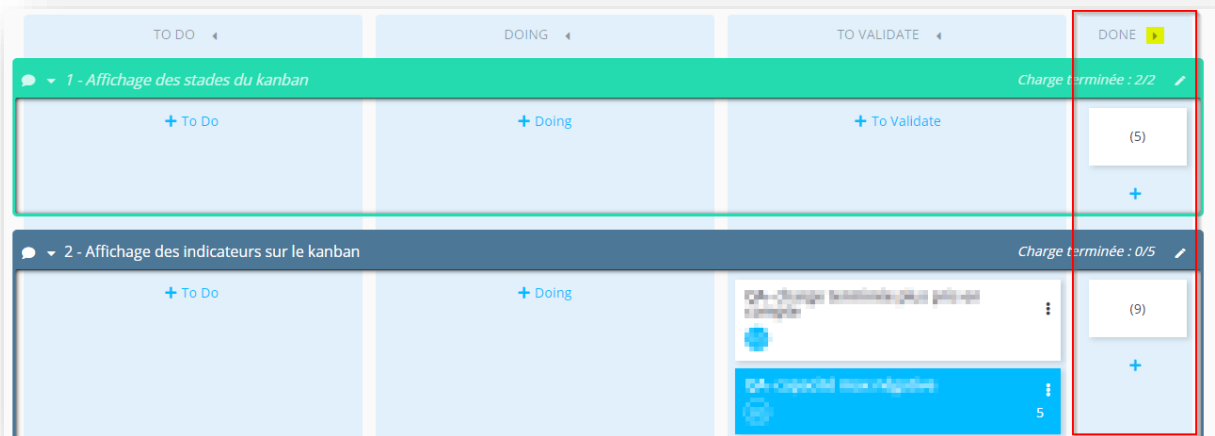 TO DO
DOING
TO VALIDATE
DONE
1 - Affichage des stades du kanban
Charge terminée : 2/2
+ To Do
+ Doing
+ To Validate
(5)
+
2 - Affichage des indicateurs sur le kanban
Charge terminée : 0/5
+ To Do
+ Doing
(9)
+
5